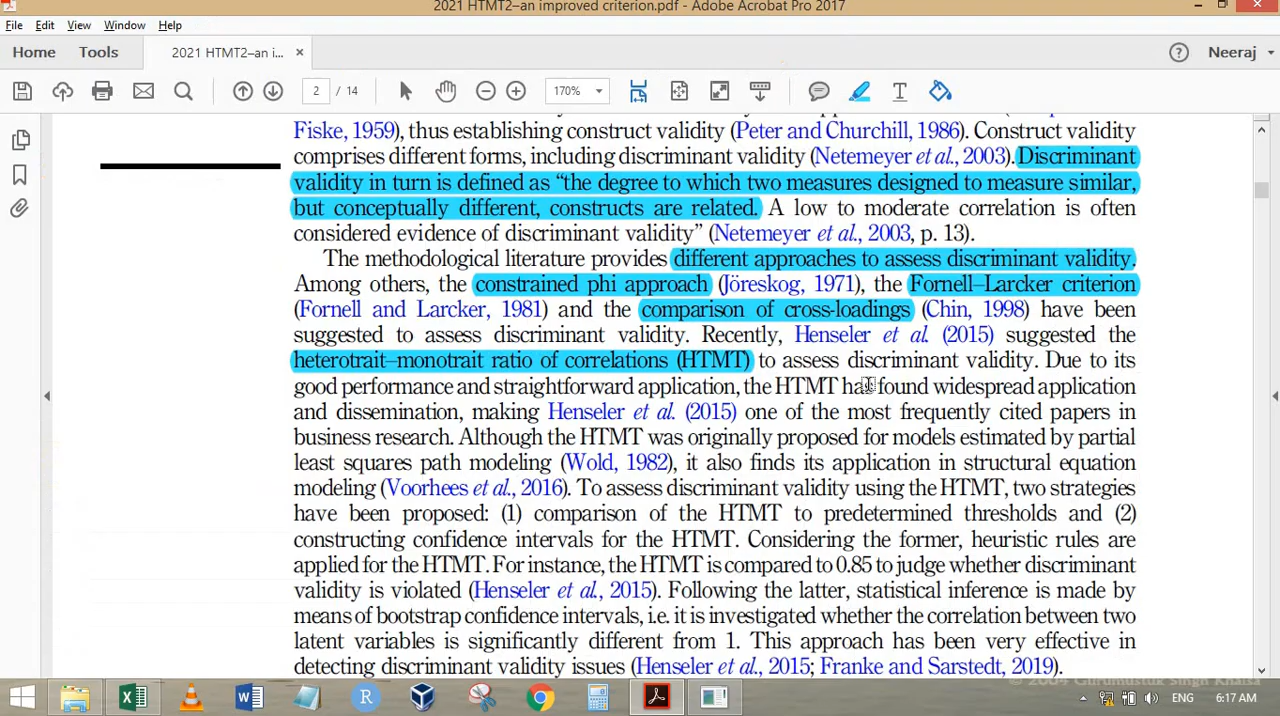 2021 HTMT2–an improved criterion.pdf - Adobe Acrobat Pro 2017
File Edit View Window Help
Home Tools 2021 HTMT2–an i... × ? Neeraj
2 / 14 170%
Fiske, 1959), thus establishing construct validity (Peter and Churchill, 1986). Construct validity
comprises different forms, including discriminant validity (Netemeyer et al., 2003). Discriminant
validity in turn is defined as “the degree to which two measures designed to measure similar,
but conceptually different, constructs are related. A low to moderate correlation is often
considered evidence of discriminant validity” (Netemeyer et al., 2003, p. 13).
The methodological literature provides different approaches to assess discriminant validity.
Among others, the constrained phi approach (Jöreskog, 1971), the Fornell–Larcker criterion
(Fornell and Larcker, 1981) and the comparison of cross-loadings (Chin, 1998) have been
suggested to assess discriminant validity. Recently, Henseler et al. (2015) suggested the
heterotrait–monotrait ratio of correlations (HTMT) to assess discriminant validity. Due to its
good performance and straightforward application, the HTMT has found widespread application
and dissemination, making Henseler et al. (2015) one of the most frequently cited papers in
business research. Although the HTMT was originally proposed for models estimated by partial
least squares path modeling (Wold, 1982), it also finds its application in structural equation
modeling (Voorhees et al., 2016). To assess discriminant validity using the HTMT, two strategies
have been proposed: (1) comparison of the HTMT to predetermined thresholds and (2)
constructing confidence intervals for the HTMT. Considering the former, heuristic rules are
applied for the HTMT. For instance, the HTMT is compared to 0.85 to judge whether discriminant
validity is violated (Henseler et al., 2015). Following the latter, statistical inference is made by
means of bootstrap confidence intervals, i.e. it is investigated whether the correlation between two
latent variables is significantly different from 1. This approach has been very effective in
detecting discriminant validity issues (Henseler et al., 2015; Franke and Sarstedt, 2019).
© 2004 Gurumustuk Singh Khalsa
ENG 6:17 AM